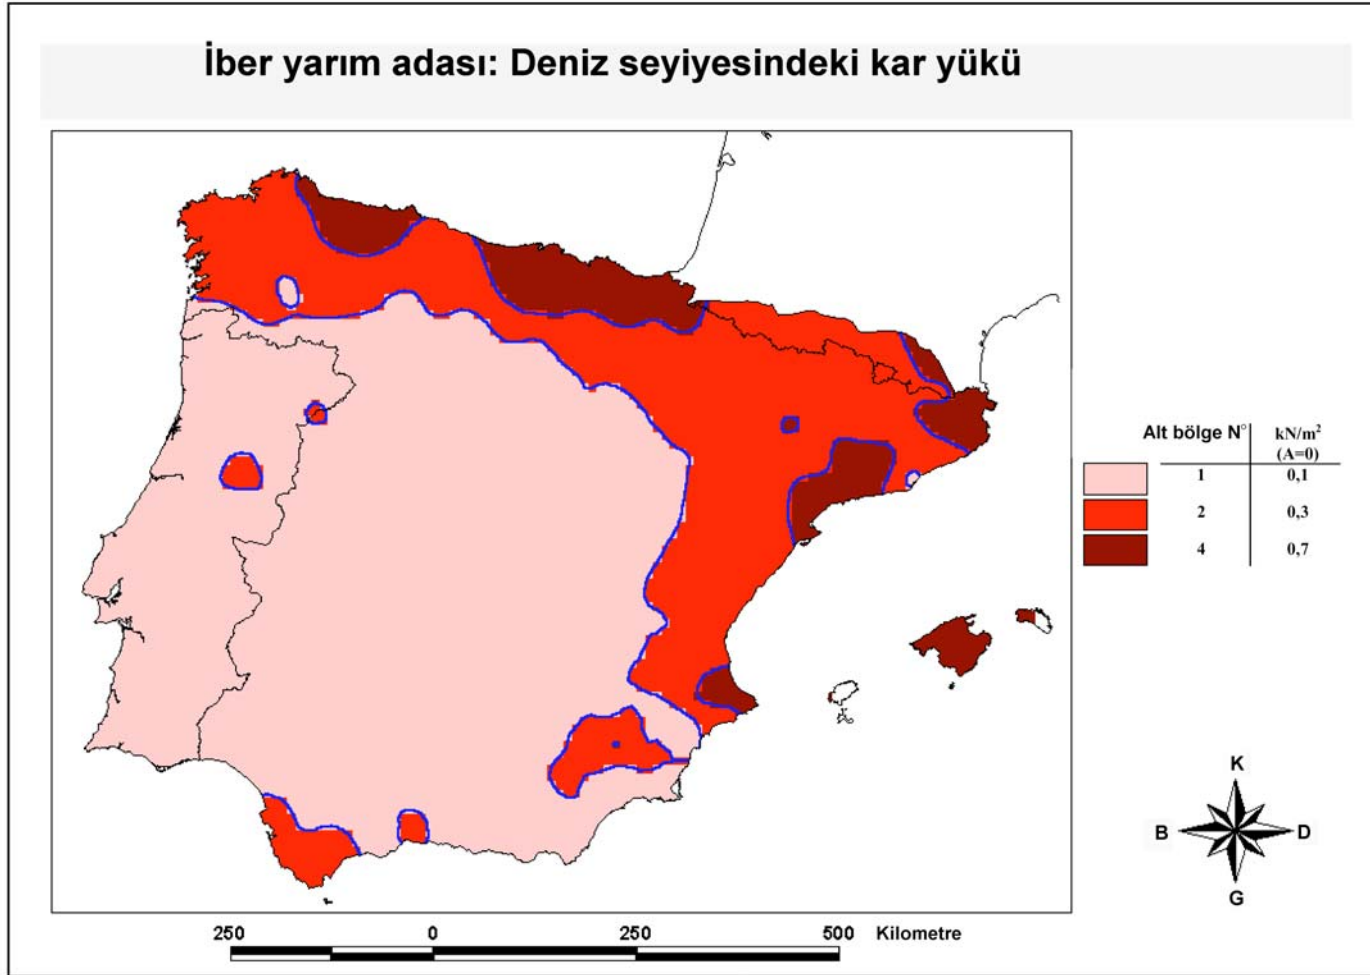 İber yarım adası: Deniz seyiyesindeki kar yükü
Alt bölge N° kN/m²
(A=0)
1 0,1
2 0,3
4 0,7
K
B D
G
250 0 250 500 Kilometre